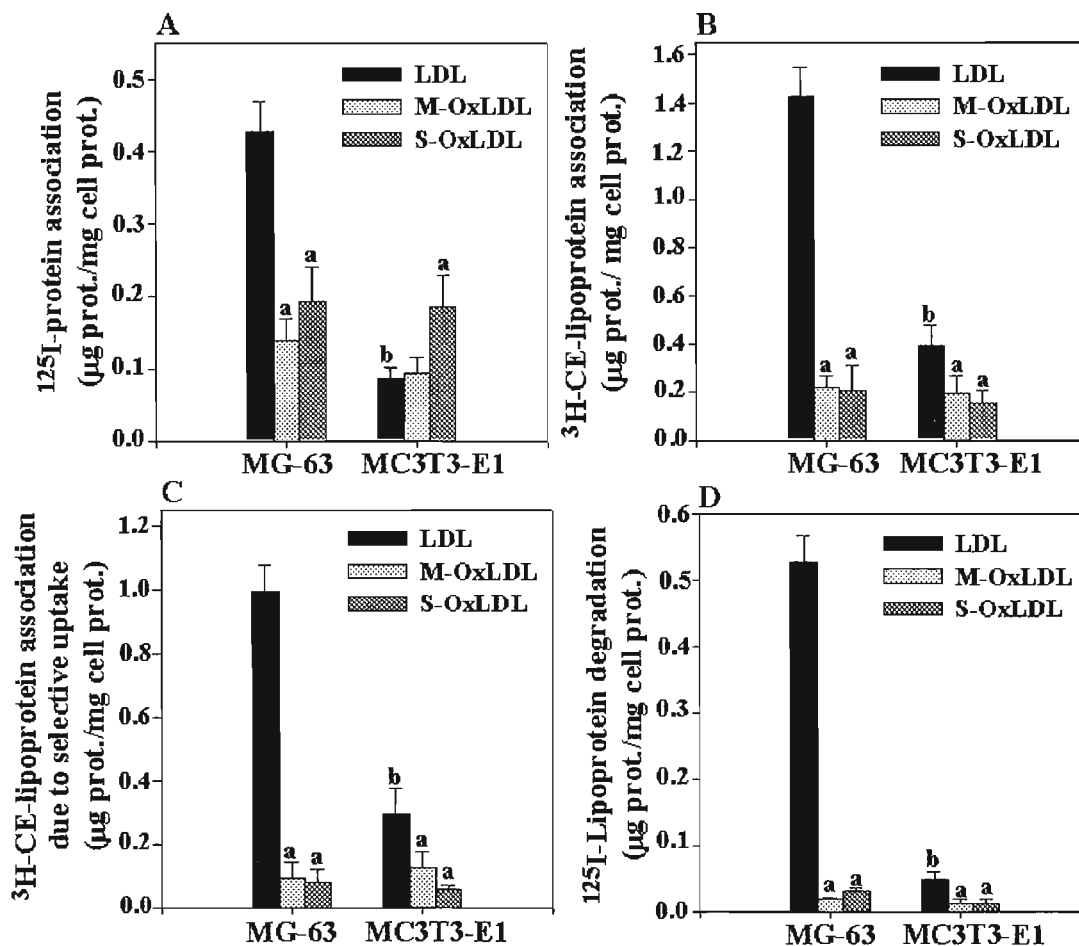 A
¹²⁵I-protein association
(µg prot./mg cell prot.)
0.5
0.4
0.3
0.2
0.1
0.0
LDL
M-OxLDL
S-OxLDL
a
a
b
a
MG-63 MC3T3-E1
B
³H-CE-lipoprotein association
(µg prot./ mg cell prot.)
1.6
1.4
1.2
1.0
0.8
0.6
0.4
0.2
0.0
LDL
M-OxLDL
S-OxLDL
a
a
b
a
a
MG-63 MC3T3-E1
C
³H-CE-lipoprotein association
due to selective uptake
(µg prot./mg cell prot.)
1.2
1.0
0.8
0.6
0.4
0.2
0.0
LDL
M-OxLDL
S-OxLDL
a
a
b
a
a
MG-63 MC3T3-E1
D
¹²⁵I-Lipoprotein degradation
(µg prot./mg cell prot.)
0.6
0.5
0.4
0.3
0.2
0.1
0.0
LDL
M-OxLDL
S-OxLDL
a
a
b
a
a
MG-63 MC3T3-E1